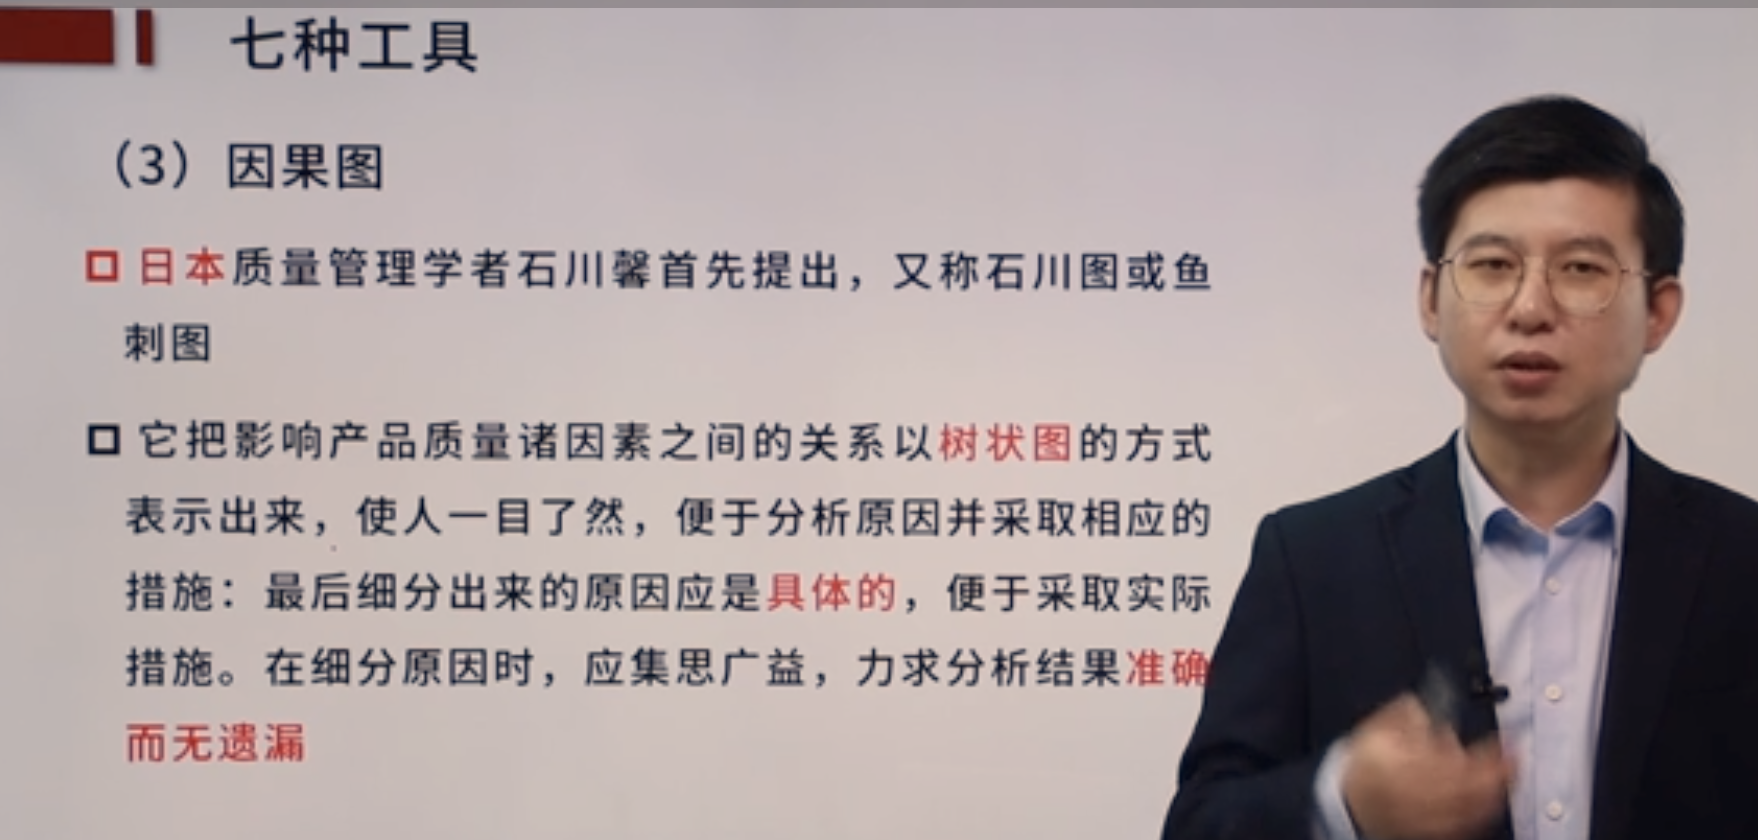 七种工具
（3）因果图
日本质量管理学者石川馨首先提出，又称石川图或鱼
刺图
它把影响产品质量诸因素之间的关系以树状图的方式
表示出来，使人一目了然，便于分析原因并采取相应的
措施：最后细分出来的原因应是具体的，便于采取实际
措施。在细分原因时，应集思广益，力求分析结果准确
而无遗漏